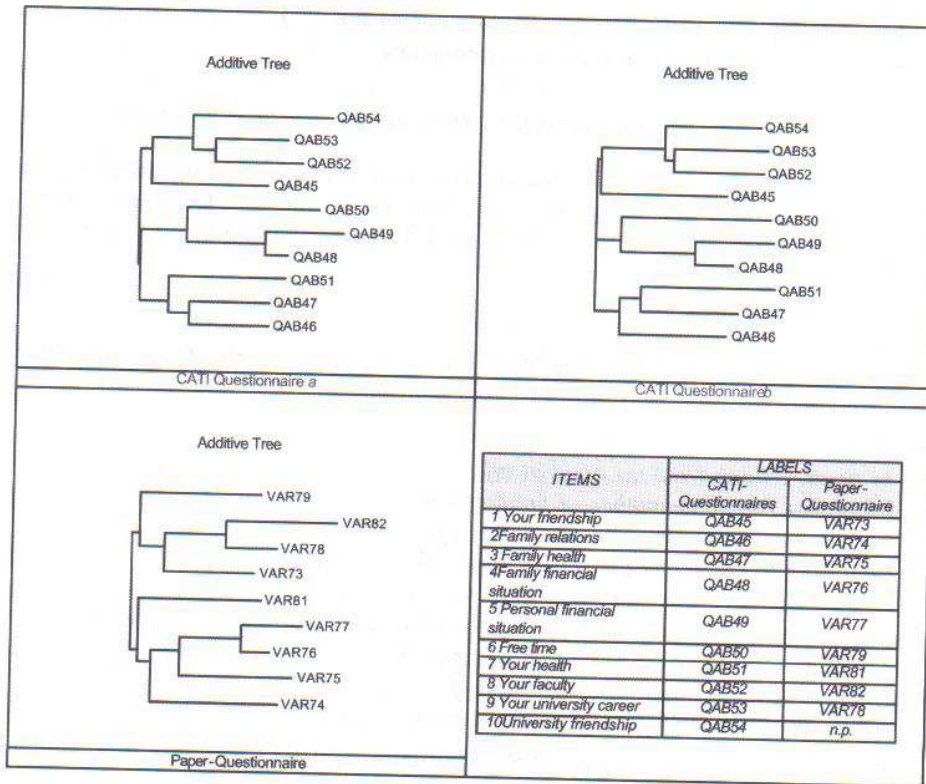 Additive Tree
QAB54
QAB53
QAB52
QAB45
QAB50
QAB49
QAB48
QAB51
QAB47
QAB46
CATI Questionnaire a
Additive Tree
QAB54
QAB53
QAB52
QAB45
QAB50
QAB49
QAB48
QAB51
QAB47
QAB46
CATI Questionnaireb
Additive Tree
VAR79
VAR82
VAR78
VAR73
VAR81
VAR77
VAR76
VAR75
VAR74
Paper-Questionnaire
ITEMS LABELS
CATI-Questionnaires Paper-Questionnaire
1 Your friendship QAB45 VAR73
2Family relations QAB46 VAR74
3 Family health QAB47 VAR75
4Family financial situation QAB48 VAR76
5 Personal financial situation QAB49 VAR77
6 Free time QAB50 VAR79
7 Your health QAB51 VAR81
8 Your faculty QAB52 VAR82
9 Your university career QAB53 VAR78
10University friendship QAB54 n.p.